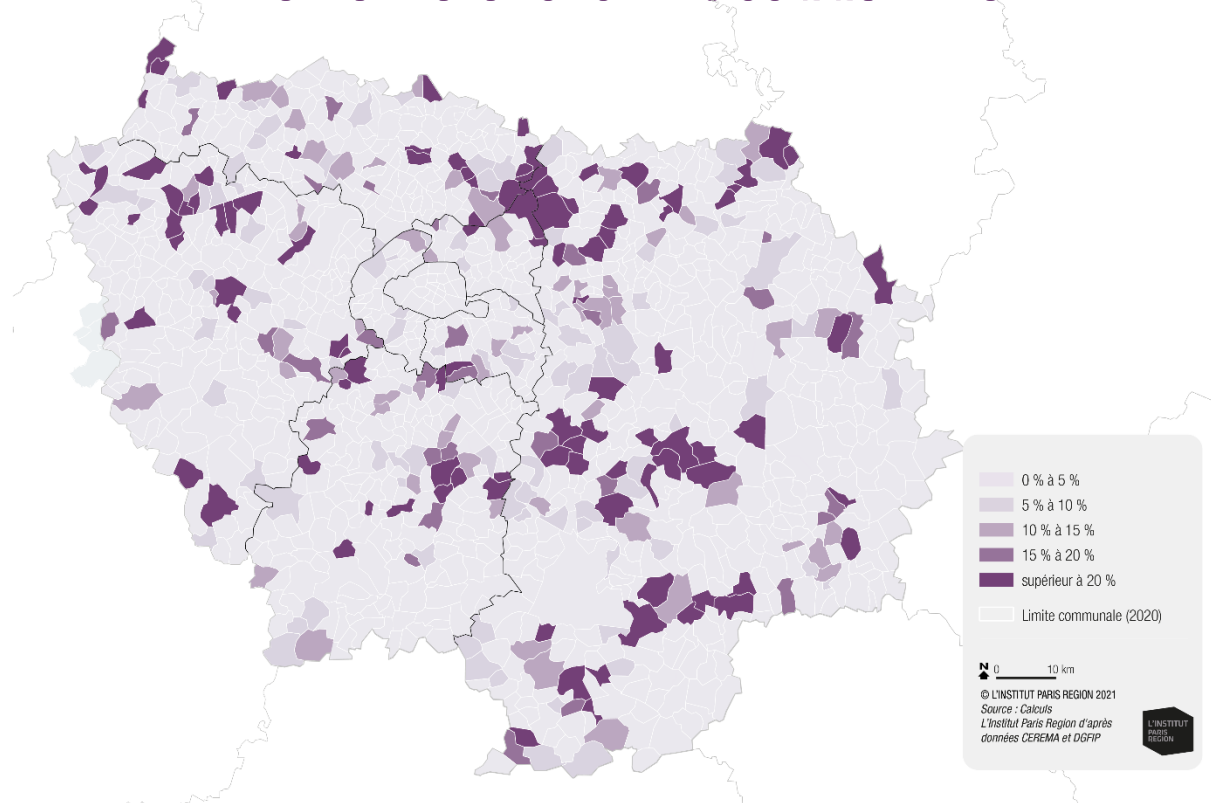 0 % à 5 %
5 % à 10 %
10 % à 15 %
15 % à 20 %
supérieur à 20 %
Limite communale (2020)
N 0 10 km
© L'INSTITUT PARIS REGION 2021
Source : Calculs
L'Institut Paris Region d'après
données CEREMA et DGFIP
L'INSTITUT
PARIS
REGION